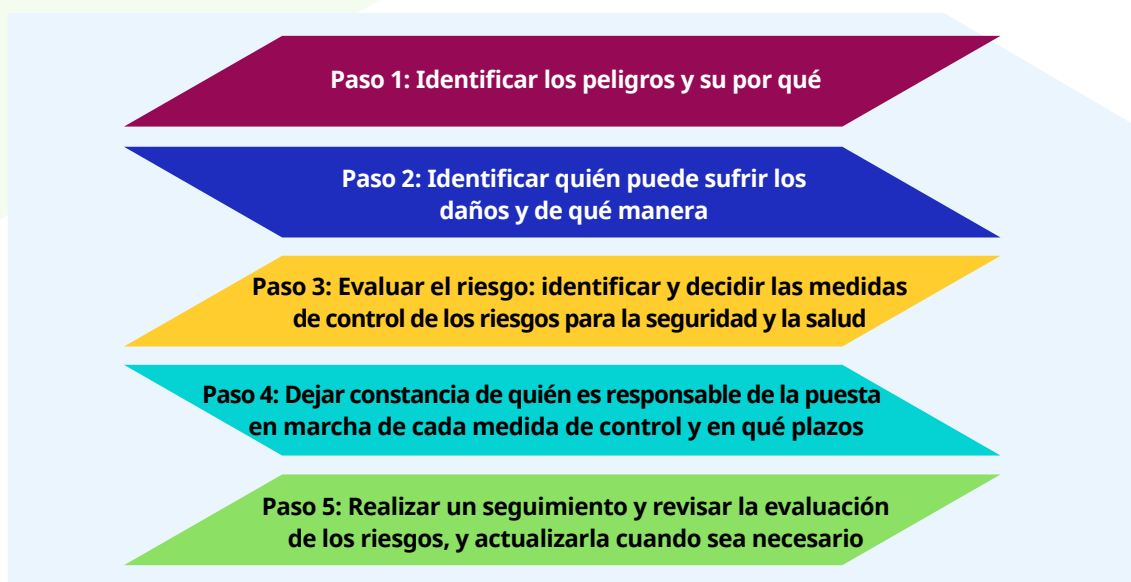 Paso 1: Identificar los peligros y su por qué
Paso 2: Identificar quién puede sufrir los
daños y de qué manera
Paso 3: Evaluar el riesgo: identificar y decidir las medidas
de control de los riesgos para la seguridad y la salud
Paso 4: Dejar constancia de quién es responsable de la puesta
en marcha de cada medida de control y en qué plazos
Paso 5: Realizar un seguimiento y revisar la evaluación
de los riesgos, y actualizarla cuando sea necesario